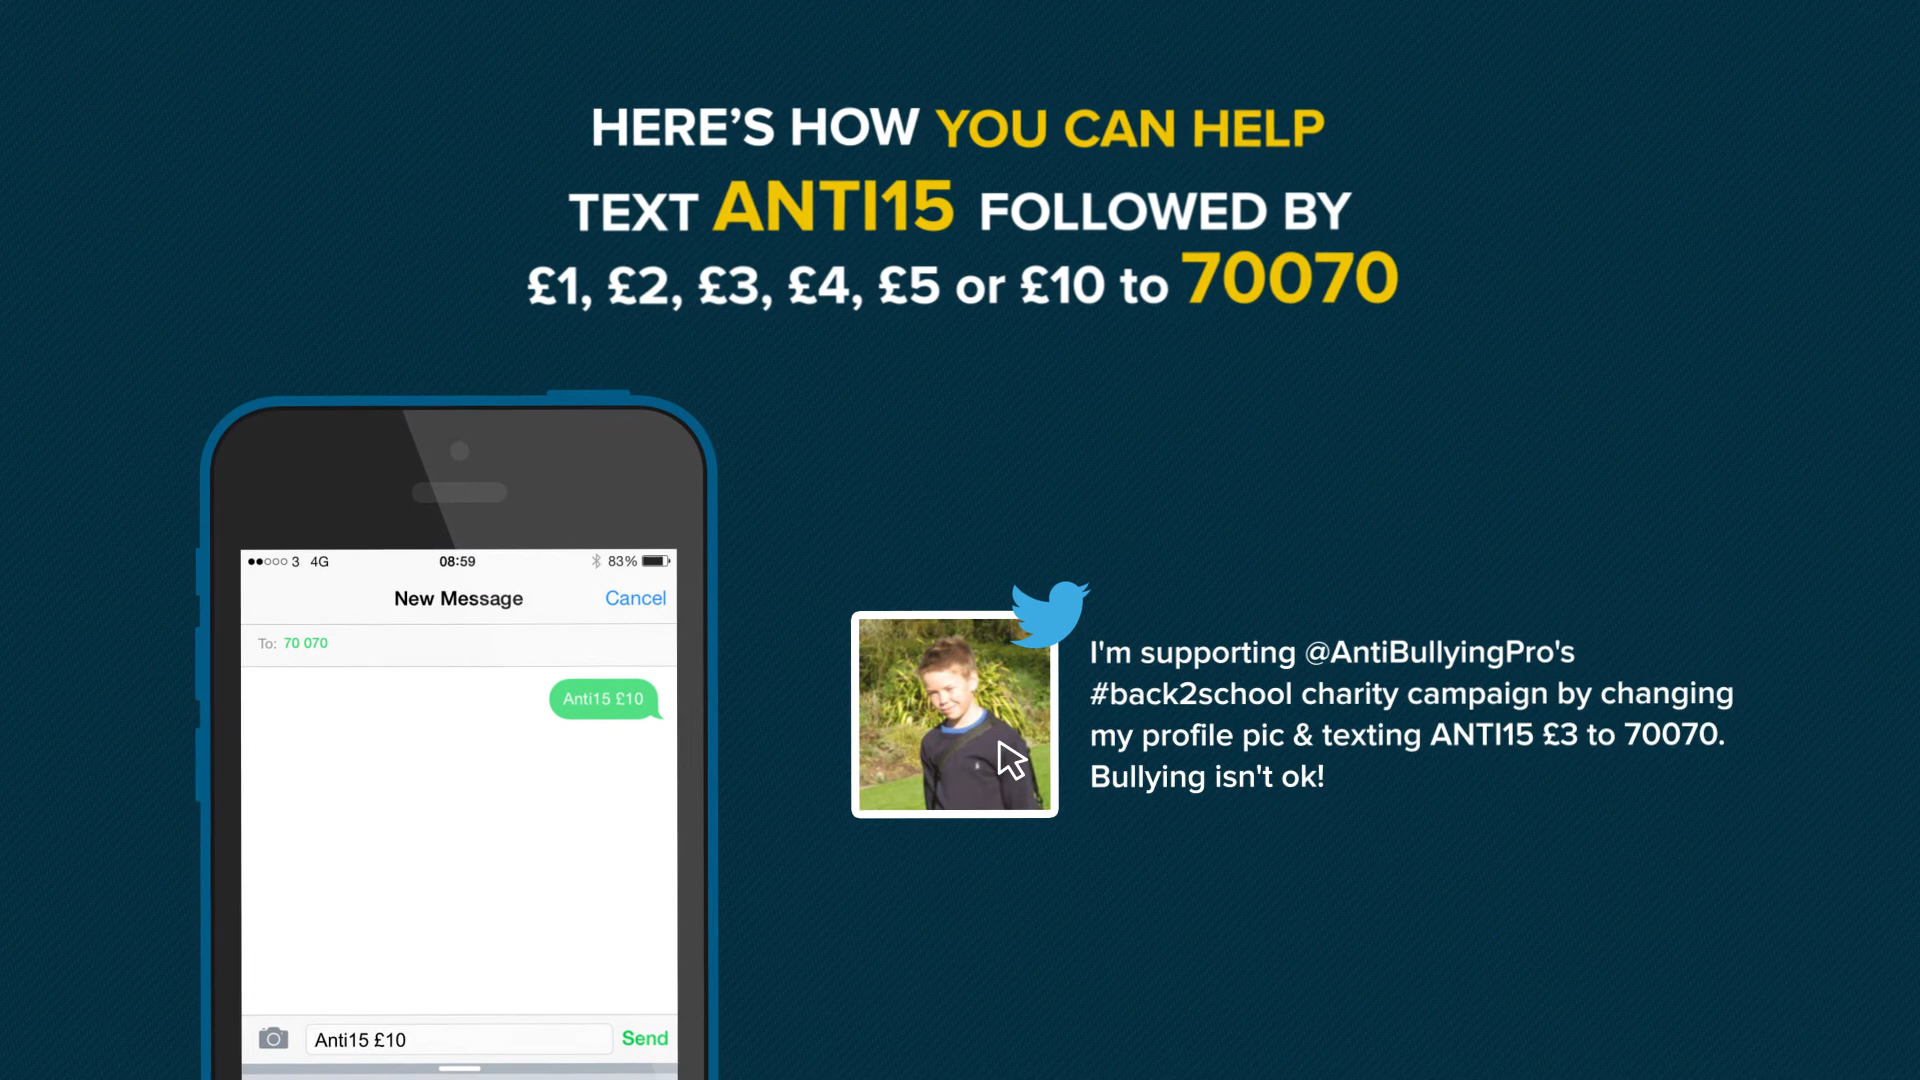 HERE'S HOW YOU CAN HELP
TEXT ANTI15 FOLLOWED BY
£1, £2, £3, £4, £5 or £10 to 70070
3 4G 08:59 83%
New Message Cancel
To: 70 070
Anti15 £10
Anti15 £10 Send
I'm supporting @AntiBullyingPro's
#back2school charity campaign by changing
my profile pic & texting ANTI15 £3 to 70070.
Bullying isn't ok!